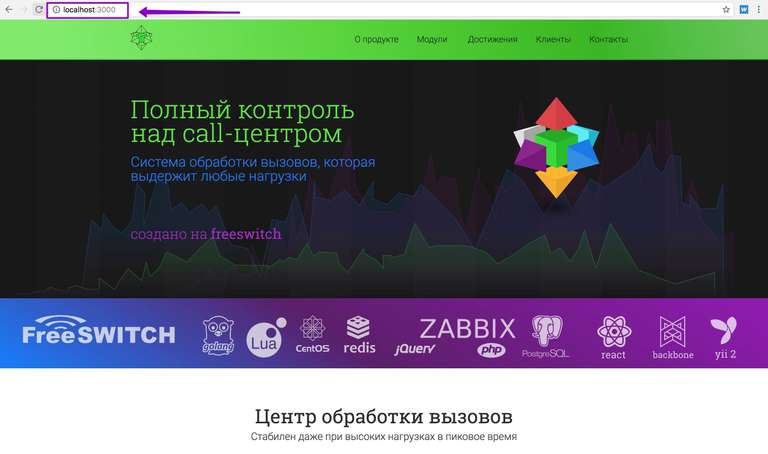 localhost:3000
О продукте Модули Достижения Клиенты Контакты
Полный контроль
над call-центром
Система обработки вызовов, которая
выдержит любые нагрузки
создано на freeswitch
FreeSWITCH
golang
Lua
CentOS
redis
jQuery
ZABBIX
php
PostgreSQL
react
backbone
yii 2
Центр обработки вызовов
Стабилен даже при высоких нагрузках в пиковое время